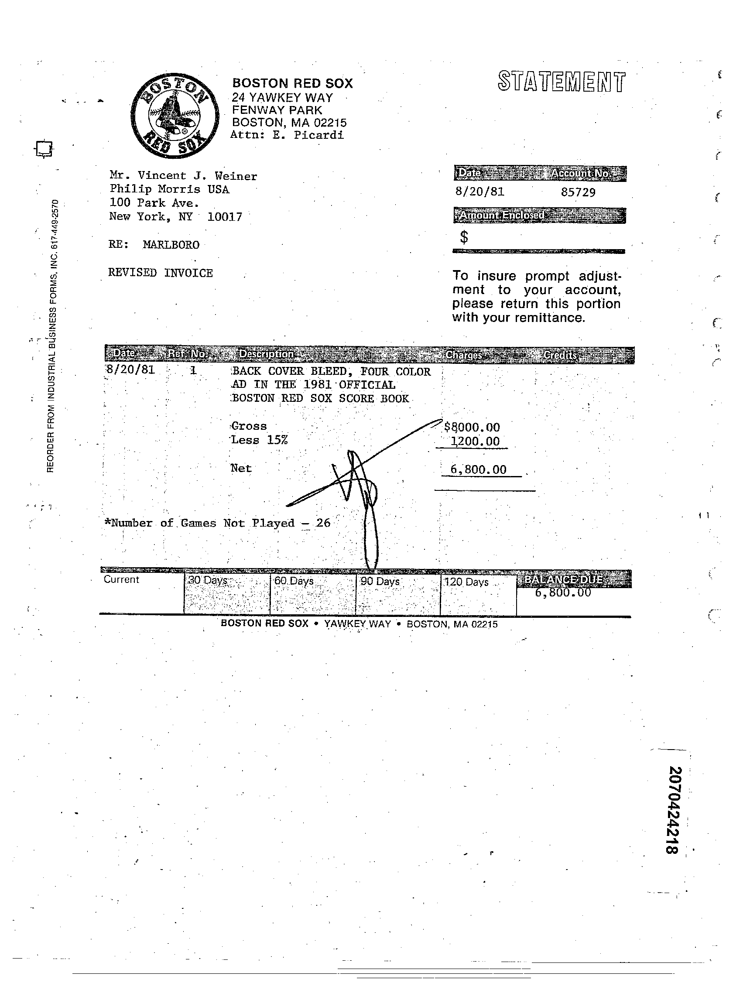 BOSTON
RED SOX
BOSTON RED SOX
24 YAWKEY WAY
FENWAY PARK
BOSTON, MA 02215
Attn: E. Picardi
STATEMENT
Mr. Vincent J. Weiner
Philip Morris USA
100 Park Ave.
New York, NY 10017
RE: MARLBORO
REVISED INVOICE
Date Account No.
8/20/81 85729
Amount Enclosed
$
To insure prompt adjust-
ment to your account,
please return this portion
with your remittance.
REORDER FROM INDUSTRIAL BUSINESS FORMS, INC. 617-449-2570
Date Ref. No. Description Charges Credits
8/20/81 1 BACK COVER BLEED, FOUR COLOR
AD IN THE 1981 OFFICIAL
BOSTON RED SOX SCORE BOOK
Gross $8000.00
Less 15% 1200.00
Net 6,800.00
*Number of Games Not Played - 26
Current 30 Days 60 Days 90 Days 120 Days BALANCE DUE
6,800.00
BOSTON RED SOX • YAWKEY WAY • BOSTON, MA 02215
2070424218